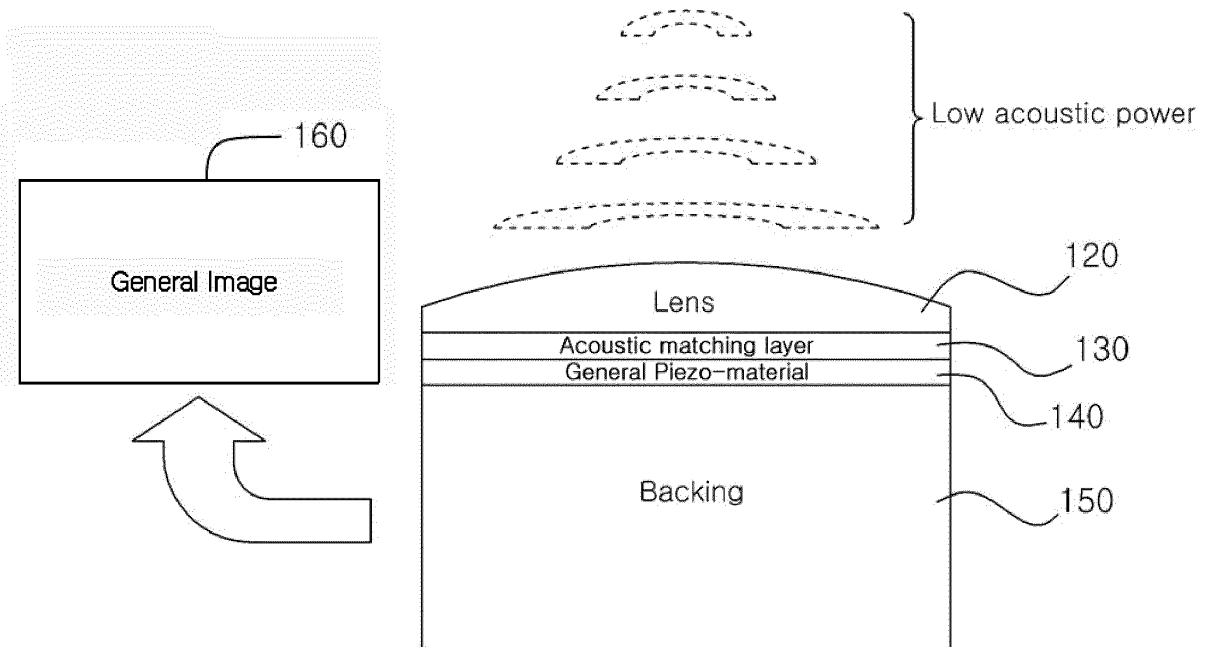 Low acoustic power
160
General Image
120
Lens
Acoustic matching layer
130
General Piezo-material
140
Backing
150